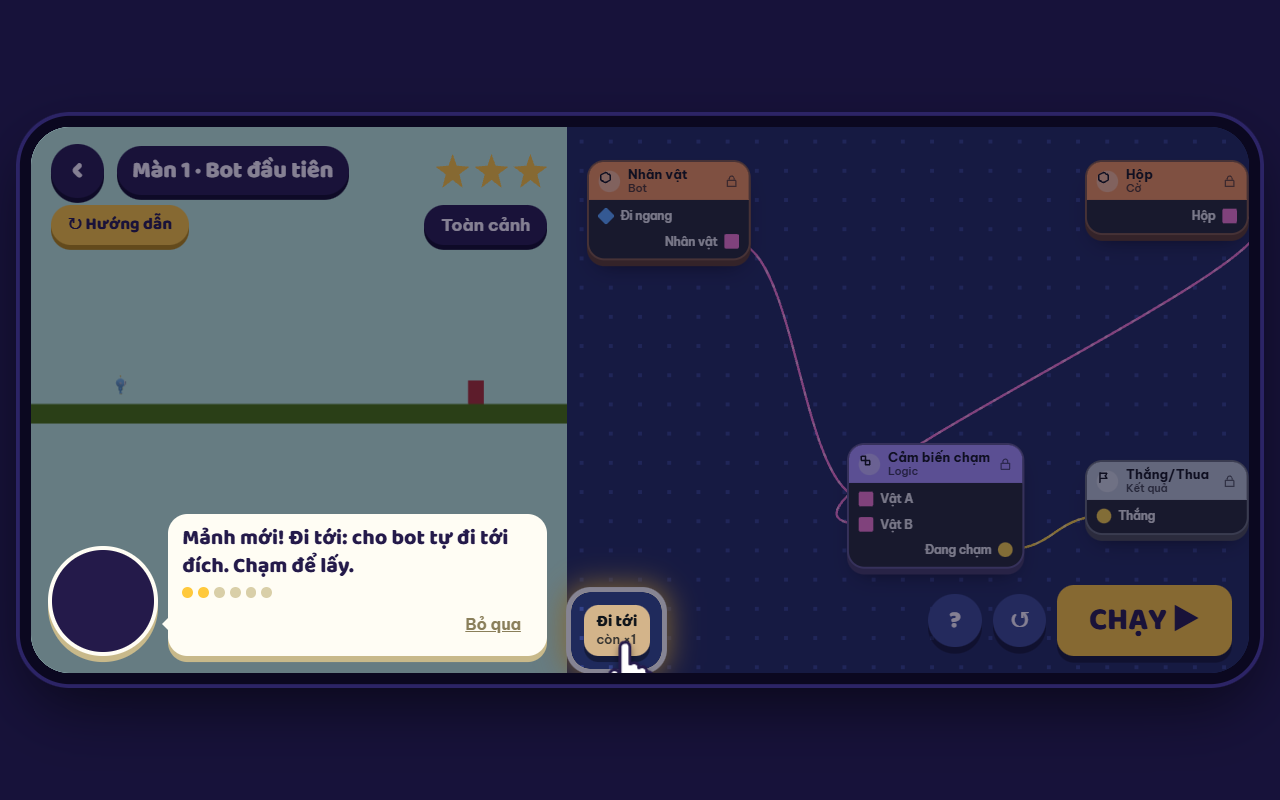 Màn 1 · Bot đầu tiên
↻ Hướng dẫn
Toàn cảnh
Nhân vật
Bot
Đi ngang
Nhân vật
Hộp
Cờ
Hộp
Cảm biến chạm
Logic
Vật A
Vật B
Đang chạm
Thắng/Thua
Kết quả
Thắng
Mảnh mới! Đi tới: cho bot tự đi tới
đích. Chạm để lấy.
Bỏ qua
Đi tới
còn ×1
?
↺
CHẠY ▶